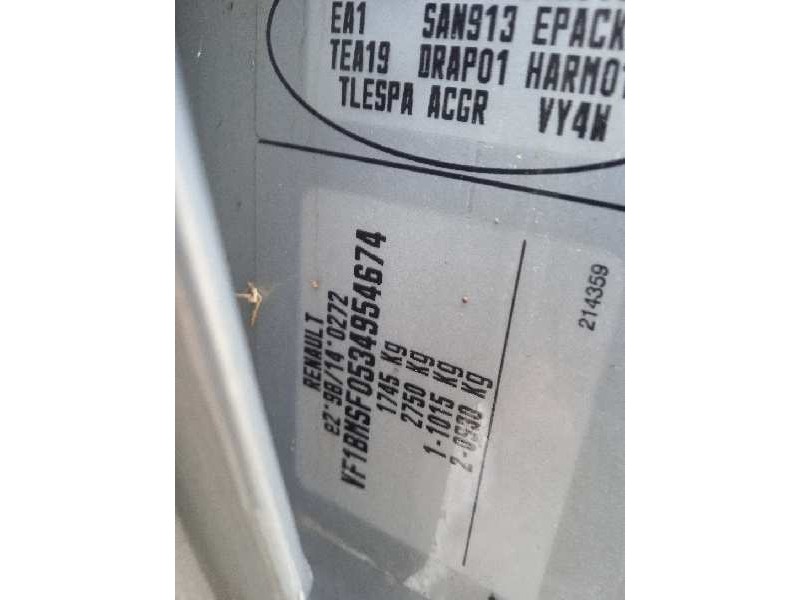 EA1 SAN913 EPACK
TEA19 DRAP01 HARM01
TLESPA ACGR VY4W
RENAULT
e2*98/14*0272
VF1BMSF0534954674
1745 Kg
2750 Kg
1-1015 Kg
2-0930 Kg
214359